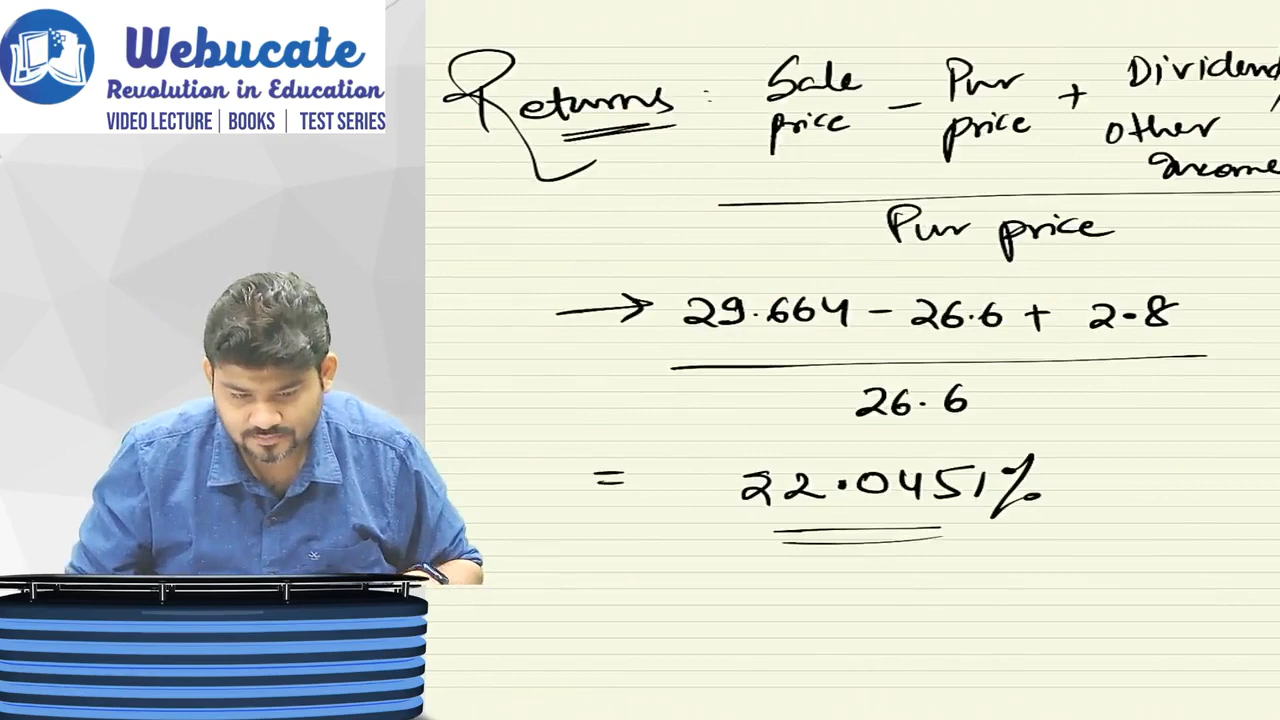 Webucate
Revolution in Education
VIDEO LECTURE | BOOKS | TEST SERIES
Returns : Sale price - Pur price + Dividend, other Income
Pur price
→ 29.664 - 26.6 + 2.8
26.6
= 22.0451%